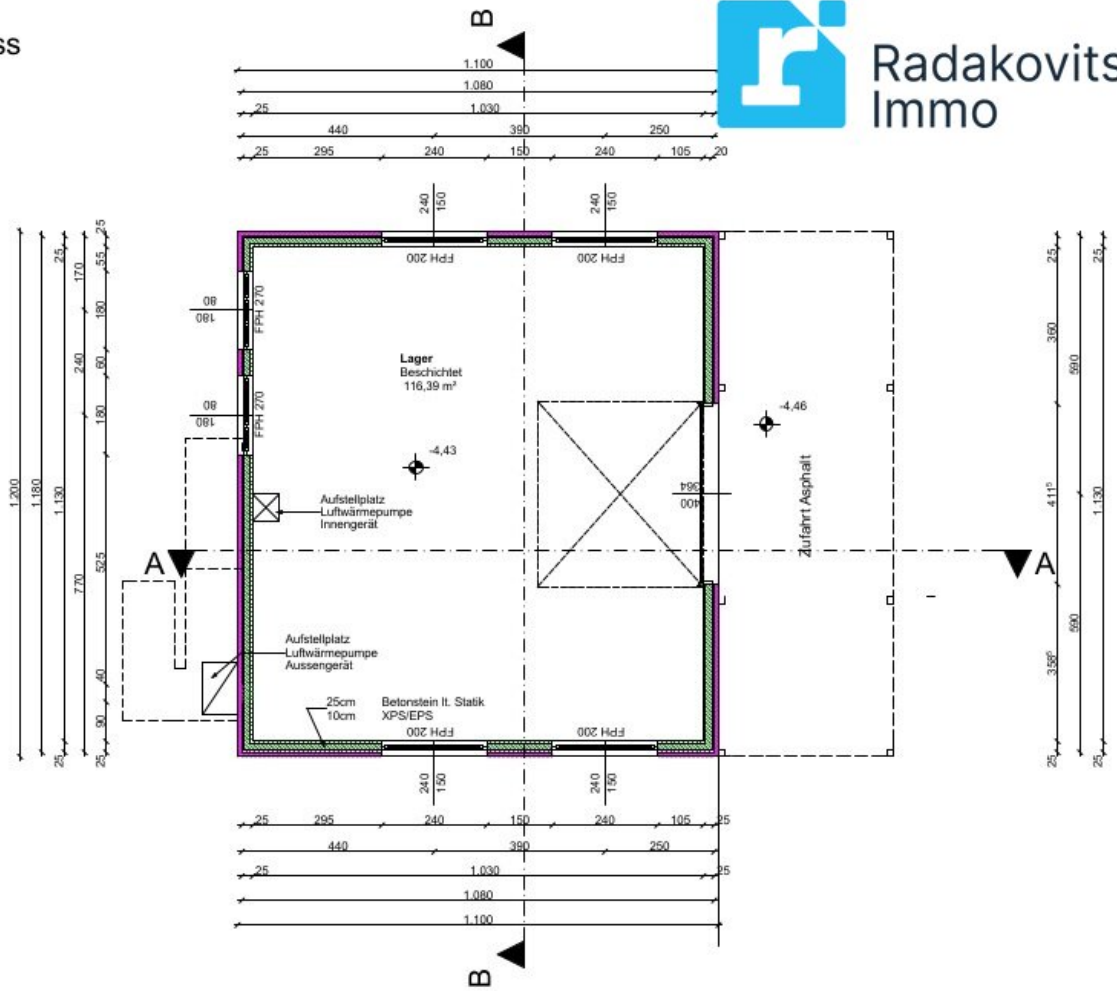 ss
B
Radakovits
Immo
1.100
1.080
25 1.030
440 390 250
25 295 240 150 240 105 20
240
150
240
150
FPH 200
FPH 200
25
55
180
60
180
525
40
90
25
170
240
770
25
1.130
25
1.180
1.200
80
180
FPH 270
80
180
FPH 270
Lager
Beschichtet
116,39 m²
-4,43
-4,46
Zufahrt Asphalt
364
400
Aufstellplatz
Luftwärmepumpe
Innengerät
A
A
Aufstellplatz
Luftwärmepumpe
Aussengerät
25cm Betonstein lt. Statik
10cm XPS/EPS
FPH 200
FPH 200
240
150
240
150
25
360
411⁵
358⁵
25
590
590
25
1.130
25
25 295 240 150 240 105 25
440 390 250
25 1.030 25
1.080
1.100
B